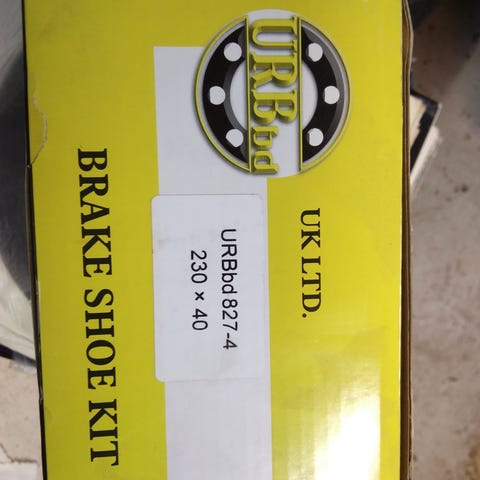 URBbd
UK LTD.
URBbd 827-4
230 × 40
BRAKE SHOE KIT